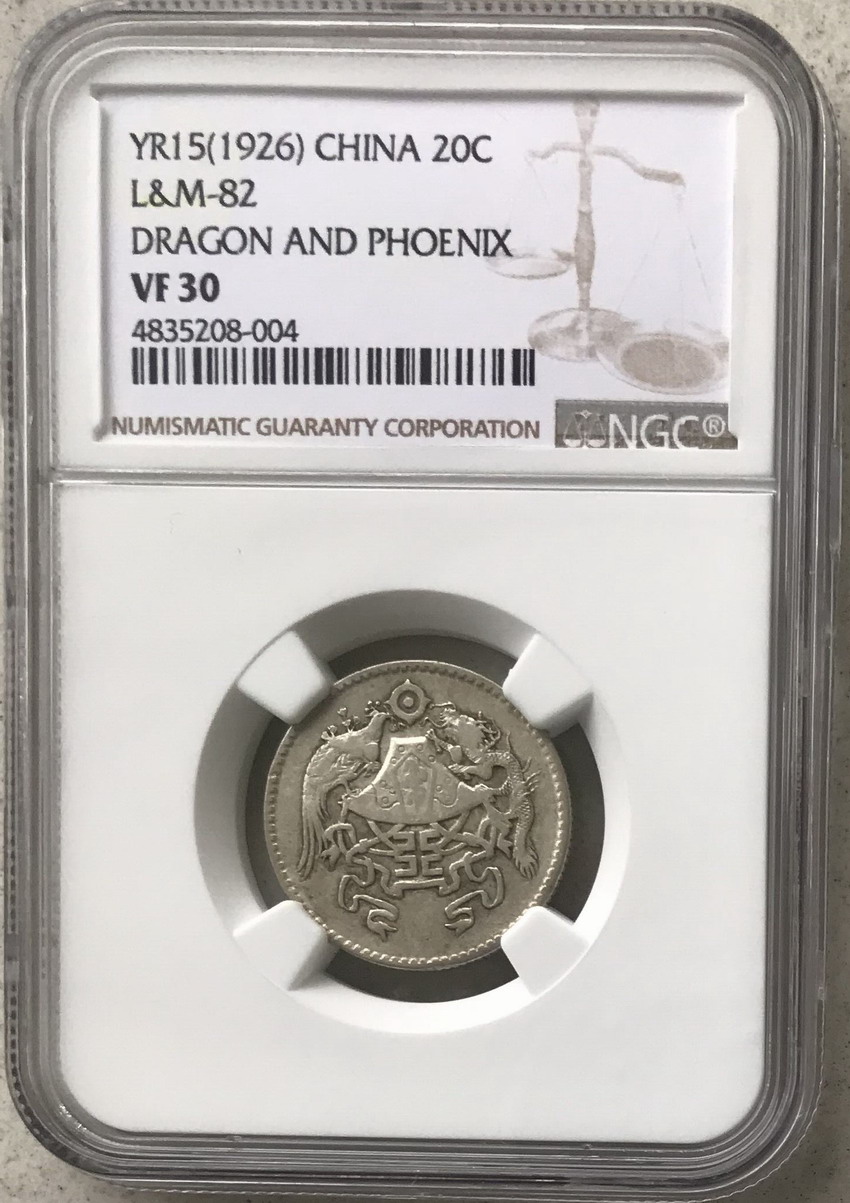 YR15(1926) CHINA 20C
L&M-82
DRAGON AND PHOENIX
VF 30
4835208-004
NUMISMATIC GUARANTY CORPORATION
NGC®